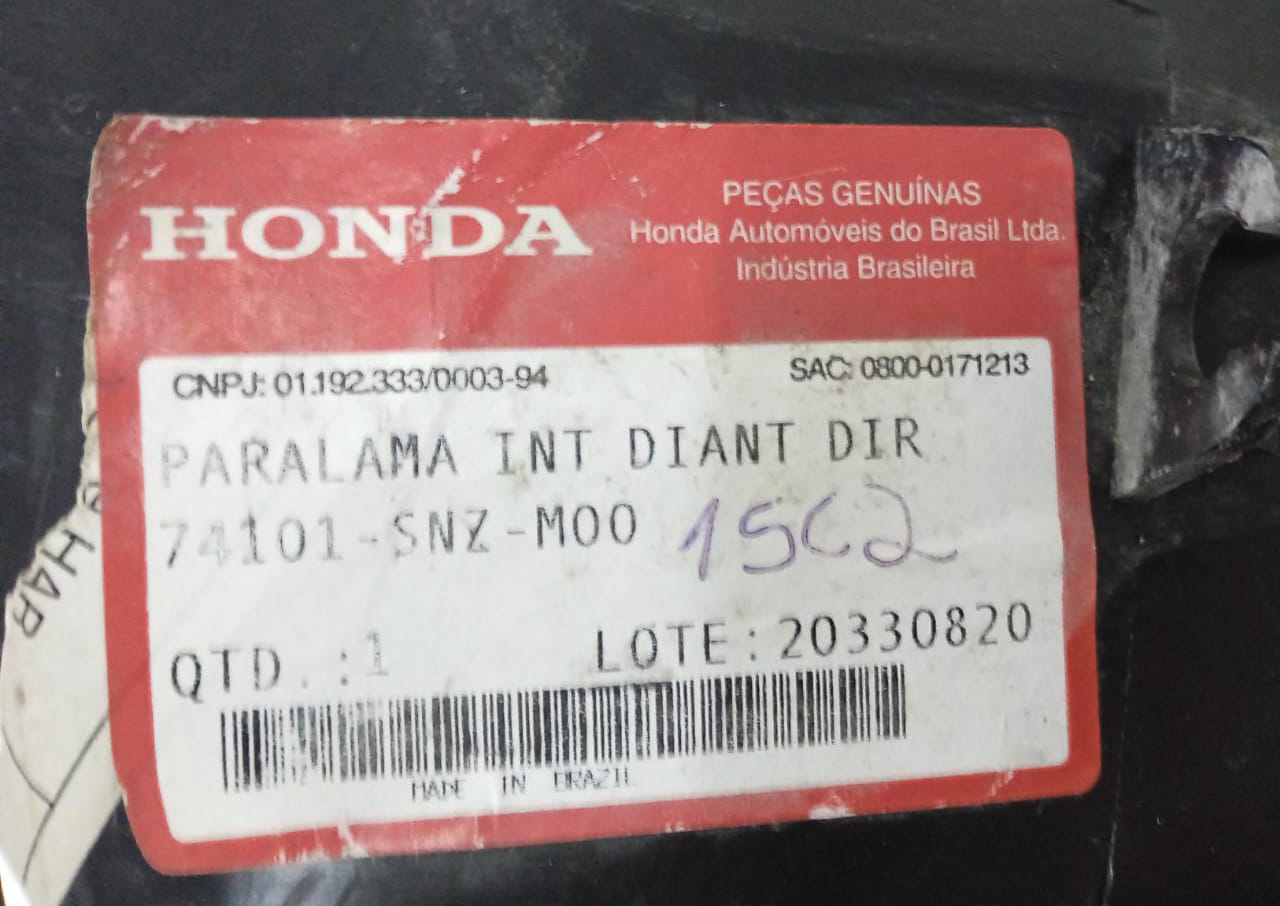 HONDA
PEÇAS GENUÍNAS
Honda Automóveis do Brasil Ltda.
Indústria Brasileira
CNPJ: 01.192.333/0003-94 SAC: 0800-0171213
PARALAMA INT DIANT DIR
74101-SNZ-M00 15C2
QTD.:1 LOTE:20330820
MADE IN BRAZIL